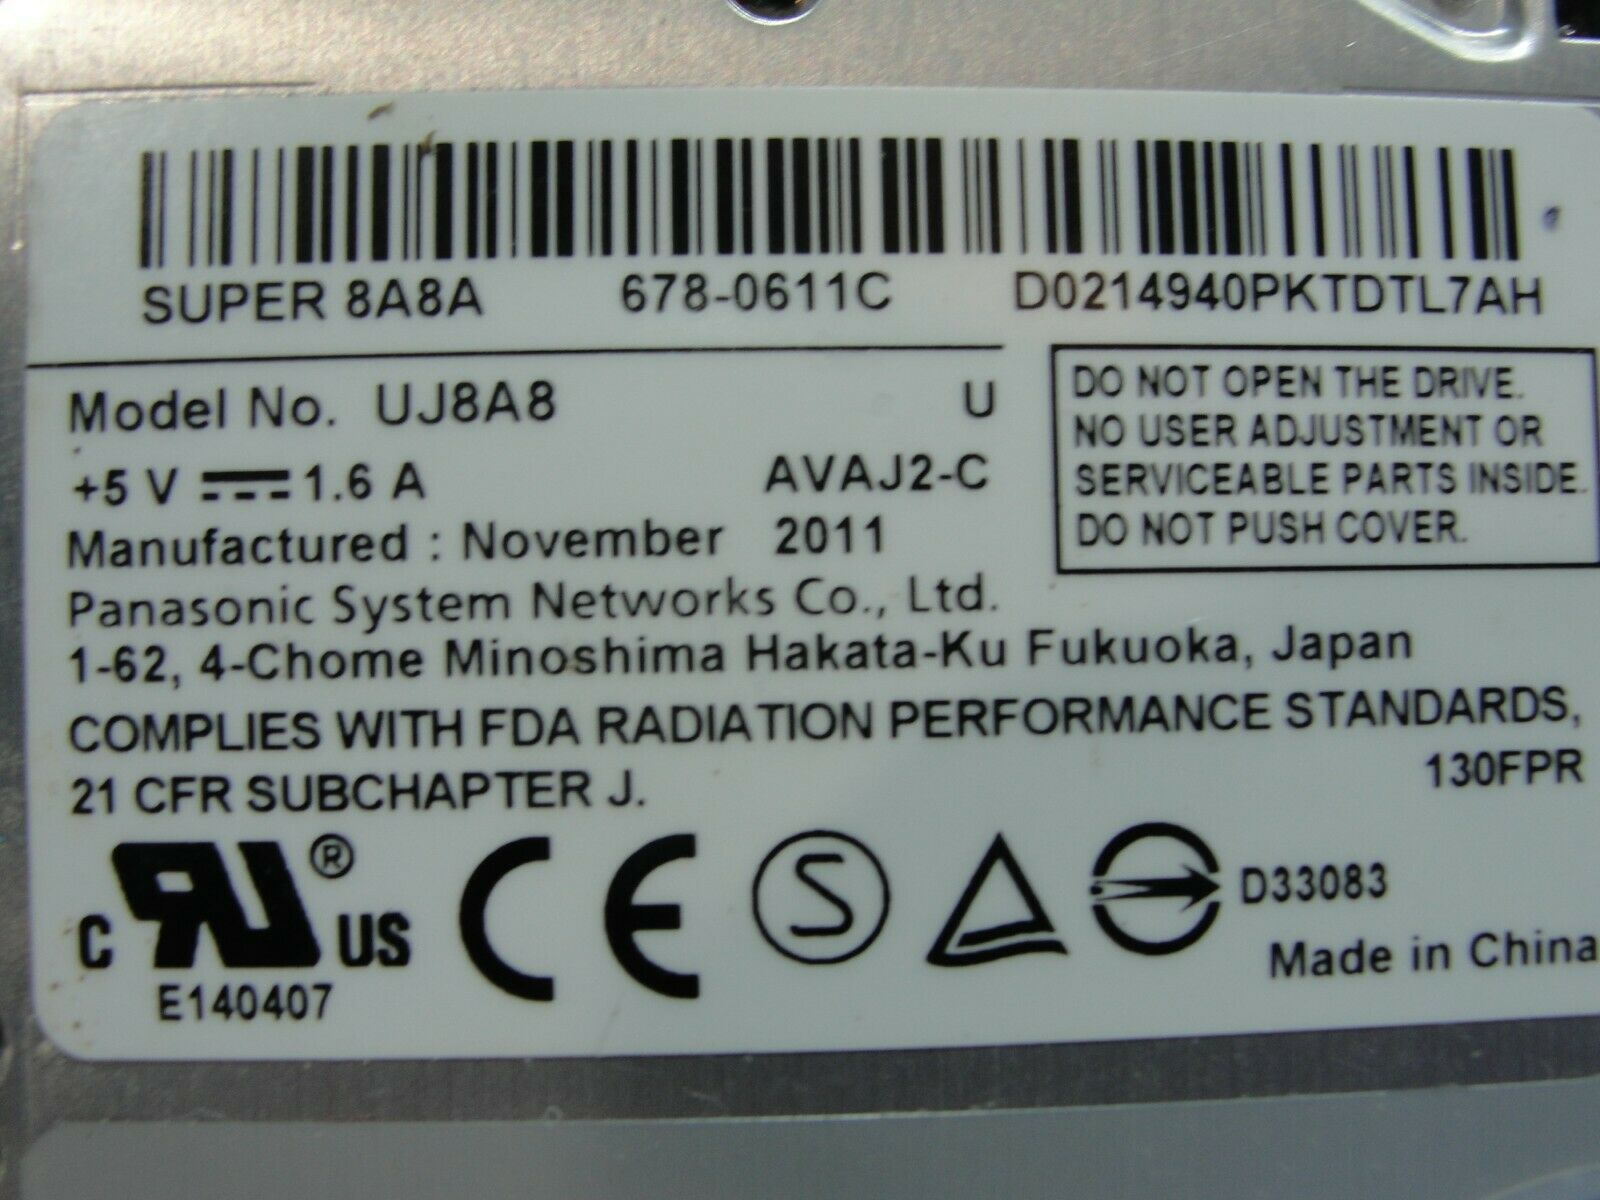 SUPER 8A8A 678-0611C D0214940PKTDTL7AH
Model No. UJ8A8 U
+5 V ⎓ 1.6 A AVAJ2-C
Manufactured : November 2011
Panasonic System Networks Co., Ltd.
1-62, 4-Chome Minoshima Hakata-Ku Fukuoka, Japan
DO NOT OPEN THE DRIVE.
NO USER ADJUSTMENT OR
SERVICEABLE PARTS INSIDE.
DO NOT PUSH COVER.
COMPLIES WITH FDA RADIATION PERFORMANCE STANDARDS,
21 CFR SUBCHAPTER J. 130FPR
C RU ® US CE S D33083
E140407
Made in China